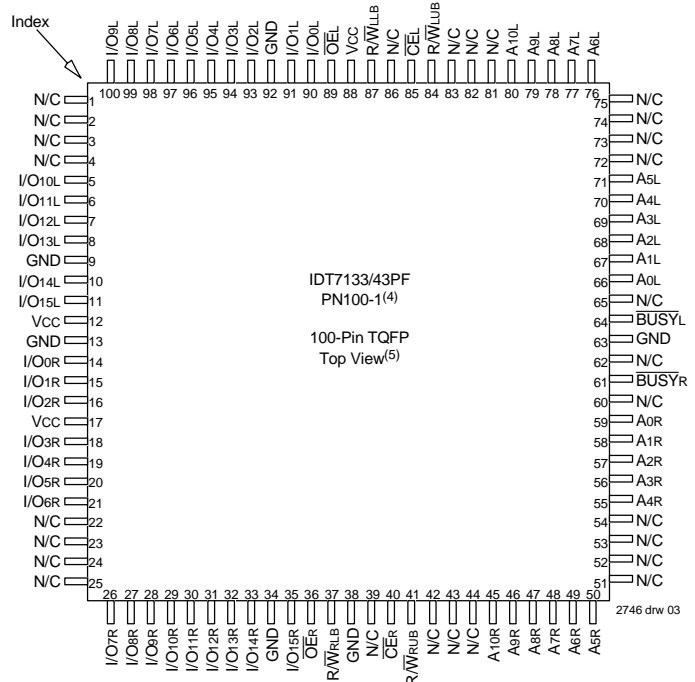 Index
I/O9L
I/O8L
I/O7L
I/O6L
I/O5L
I/O4L
I/O3L
I/O2L
GND
I/O1L
I/O0L
OEL
VCC
R/WLLB
N/C
CEL
R/WLUB
N/C
N/C
N/C
A10L
A9L
A8L
A7L
A6L
100 99 98 97 96 95 94 93 92 91 90 89 88 87 86 85 84 83 82 81 80 79 78 77 76
N/C 1
N/C 2
N/C 3
N/C 4
I/O10L 5
I/O11L 6
I/O12L 7
I/O13L 8
GND 9
I/O14L 10
I/O15L 11
VCC 12
GND 13
I/O0R 14
I/O1R 15
I/O2R 16
VCC 17
I/O3R 18
I/O4R 19
I/O5R 20
I/O6R 21
N/C 22
N/C 23
N/C 24
N/C 25
IDT7133/43PF
PN100-1(4)
100-Pin TQFP
Top View(5)
75 N/C
74 N/C
73 N/C
72 N/C
71 A5L
70 A4L
69 A3L
68 A2L
67 A1L
66 A0L
65 N/C
64 BUSYL
63 GND
62 N/C
61 BUSYR
60 N/C
59 A0R
58 A1R
57 A2R
56 A3R
55 A4R
54 N/C
53 N/C
52 N/C
51 N/C
26 27 28 29 30 31 32 33 34 35 36 37 38 39 40 41 42 43 44 45 46 47 48 49 50
I/O7R
I/O8R
I/O9R
I/O10R
I/O11R
I/O12R
I/O13R
I/O14R
GND
I/O15R
OER
R/WRLB
GND
N/C
CER
R/WRUB
N/C
N/C
N/C
A10R
A9R
A8R
A7R
A6R
A5R
2746 drw 03